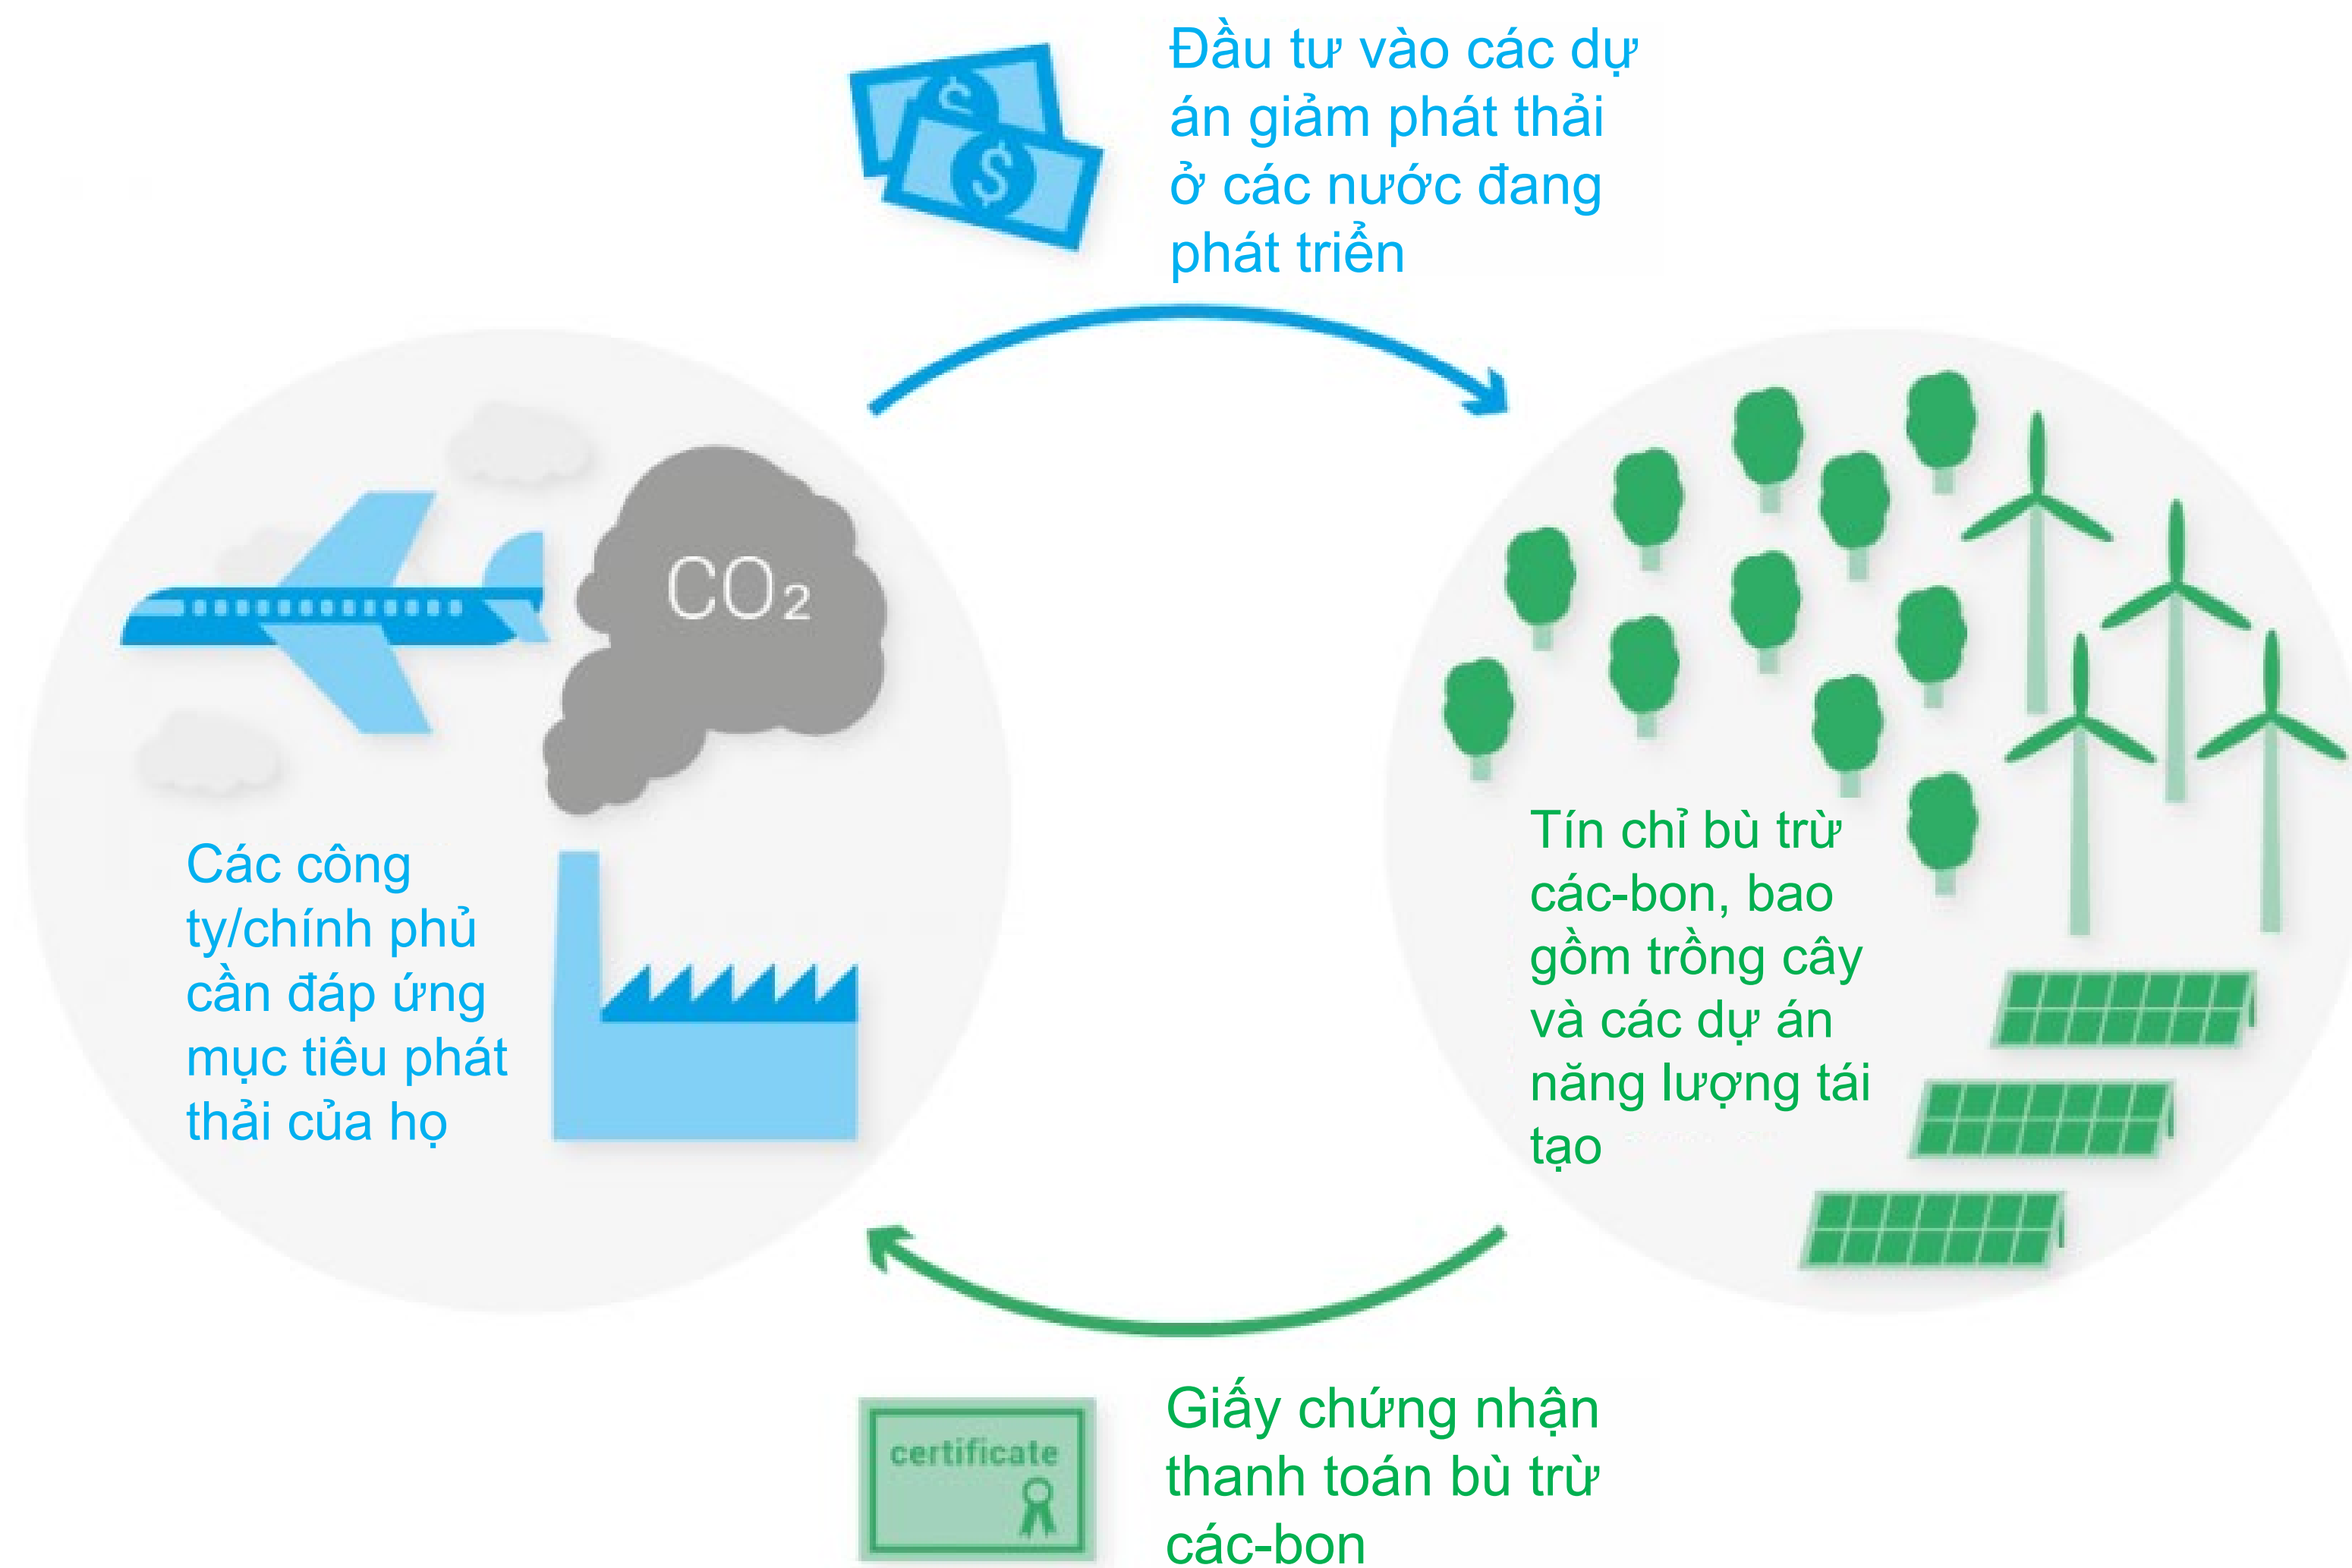 Đầu tư vào các dự
án giảm phát thải
ở các nước đang
phát triển
CO₂
Các công
ty/chính phủ
cần đáp ứng
mục tiêu phát
thải của họ
Tín chỉ bù trừ
các-bon, bao
gồm trồng cây
và các dự án
năng lượng tái
tạo
certificate
Giấy chứng nhận
thanh toán bù trừ
các-bon